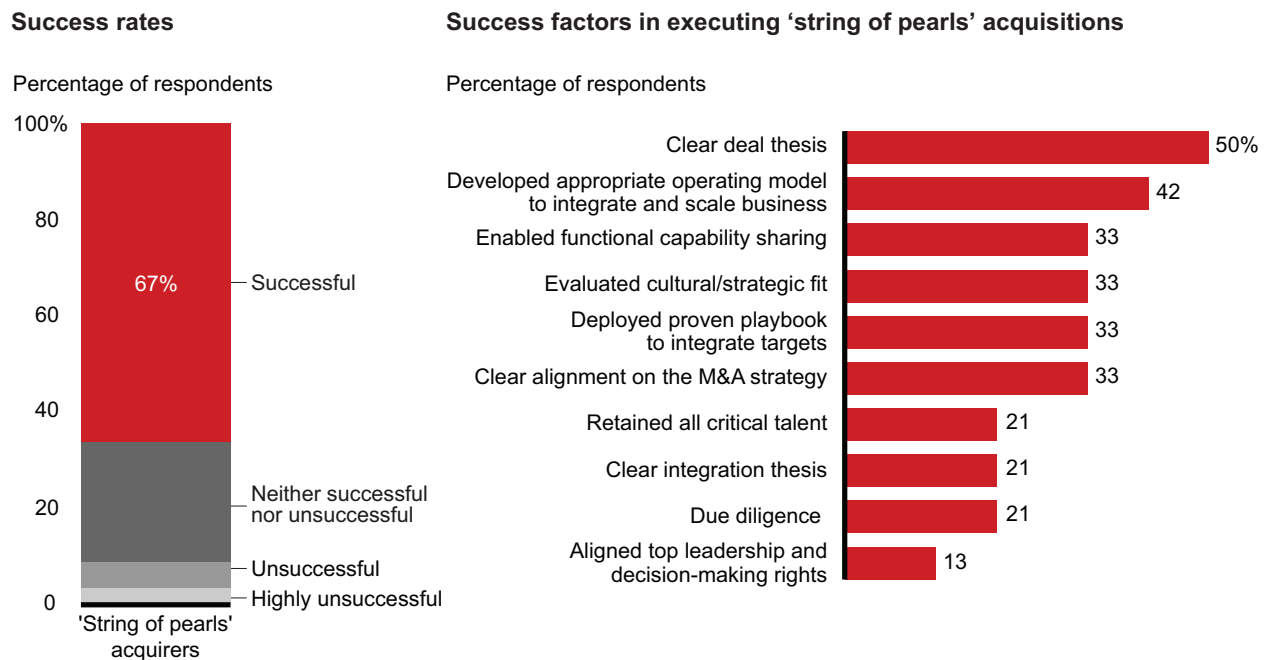 Success rates
Percentage of respondents
100%
80
60
40
20
0
67%
Successful
Neither successful
nor unsuccessful
Unsuccessful
Highly unsuccessful
'String of pearls'
acquirers
Success factors in executing ‘string of pearls’ acquisitions
Percentage of respondents
Clear deal thesis 50%
Developed appropriate operating model
to integrate and scale business 42
Enabled functional capability sharing 33
Evaluated cultural/strategic fit 33
Deployed proven playbook
to integrate targets 33
Clear alignment on the M&A strategy 33
Retained all critical talent 21
Clear integration thesis 21
Due diligence 21
Aligned top leadership and
decision-making rights 13